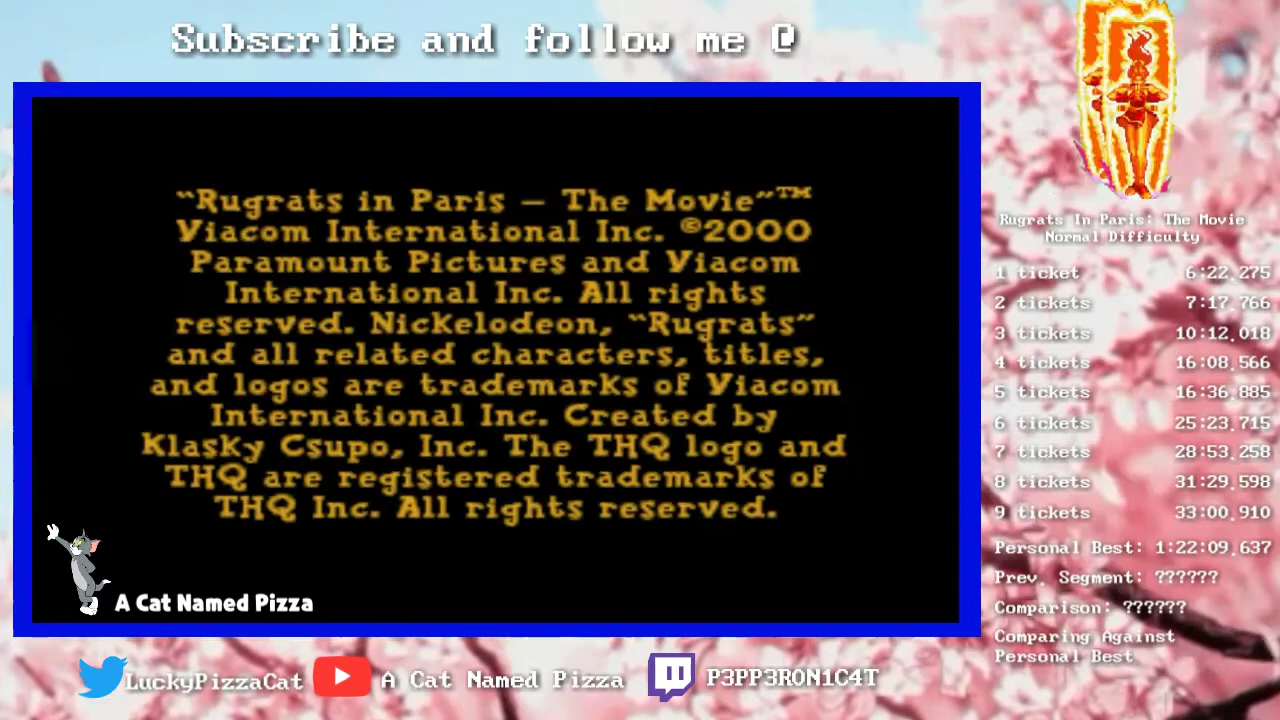 Subscribe and follow me @
“Rugrats in Paris – The Movie”™
Viacom International Inc. ©2000
Paramount Pictures and Viacom
International Inc. All rights
reserved. Nickelodeon, “Rugrats”
and all related characters, titles,
and logos are trademarks of Viacom
International Inc. Created by
Klasky Csupo, Inc. The THQ logo and
THQ are registered trademarks of
THQ Inc. All rights reserved.
A Cat Named Pizza
LuckyPizzaCat
A Cat Named Pizza
P3PP3R0N1C4T
Rugrats In Paris: The Movie
Normal Difficulty
1 ticket 6:22.275
2 tickets 7:17.766
3 tickets 10:12.018
4 tickets 16:08.566
5 tickets 16:36.885
6 tickets 25:23.715
7 tickets 28:53.258
8 tickets 31:29.598
9 tickets 33:00.910
Personal Best: 1:22:09.637
Prev. Segment: ??????
Comparison: ??????
Comparing Against
Personal Best